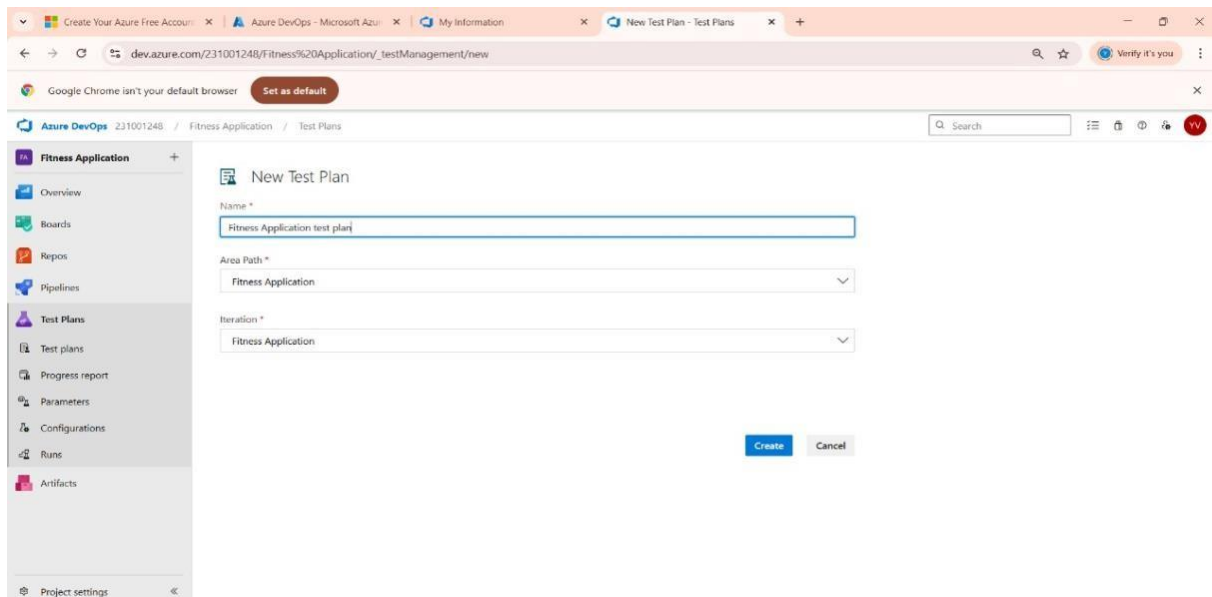 Create Your Azure Free Accoun
Azure DevOps - Microsoft Azu
My Information
New Test Plan - Test Plans
dev.azure.com/231001248/Fitness%20Application/_testManagement/new
Verify it's you
Google Chrome isn't your default browser
Set as default
Azure DevOps 231001248 / Fitness Application / Test Plans
Search
YV
FA Fitness Application
New Test Plan
Overview
Name *
Boards
Fitness Application test plan
Repos
Area Path *
Fitness Application
Pipelines
Test Plans
Iteration *
Test plans
Fitness Application
Progress report
Parameters
Configurations
Create
Cancel
Runs
Artifacts
Project settings